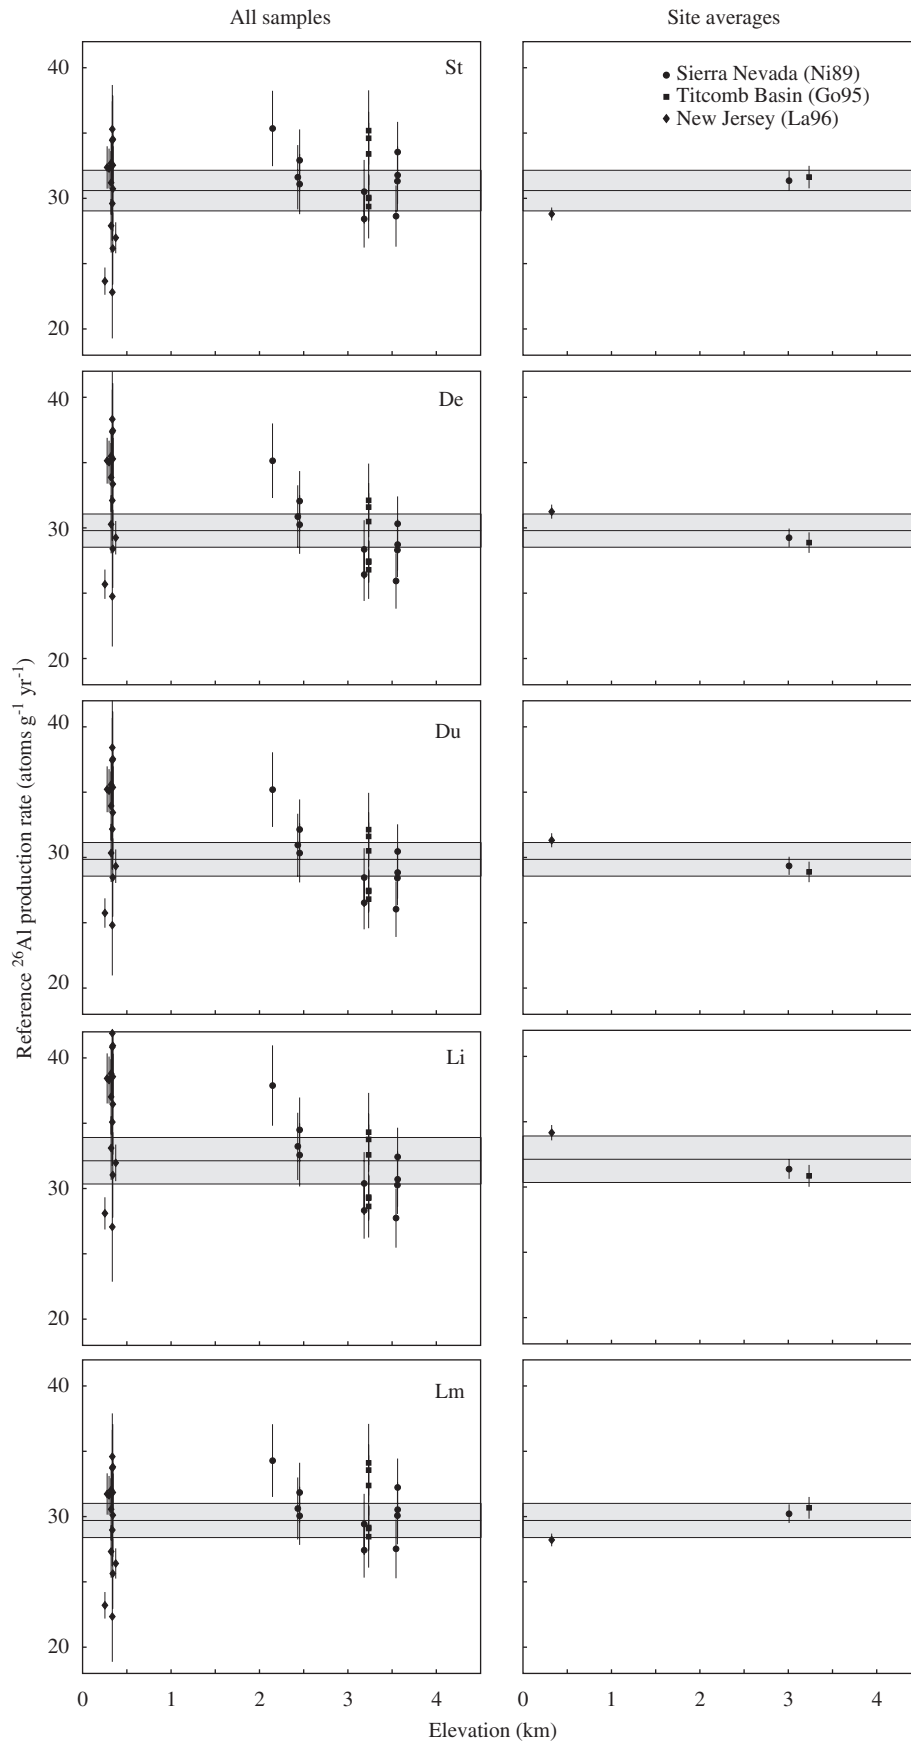 All samples
Site averages
40
St
30
20
Sierra Nevada (Ni89)
Titcomb Basin (Go95)
New Jersey (La96)
40
De
30
20
Reference ²⁶Al production rate (atoms g⁻¹ yr⁻¹)
40
Du
30
20
40
Li
30
20
40
Lm
30
20
0 1 2 3 4
0 1 2 3 4
Elevation (km)